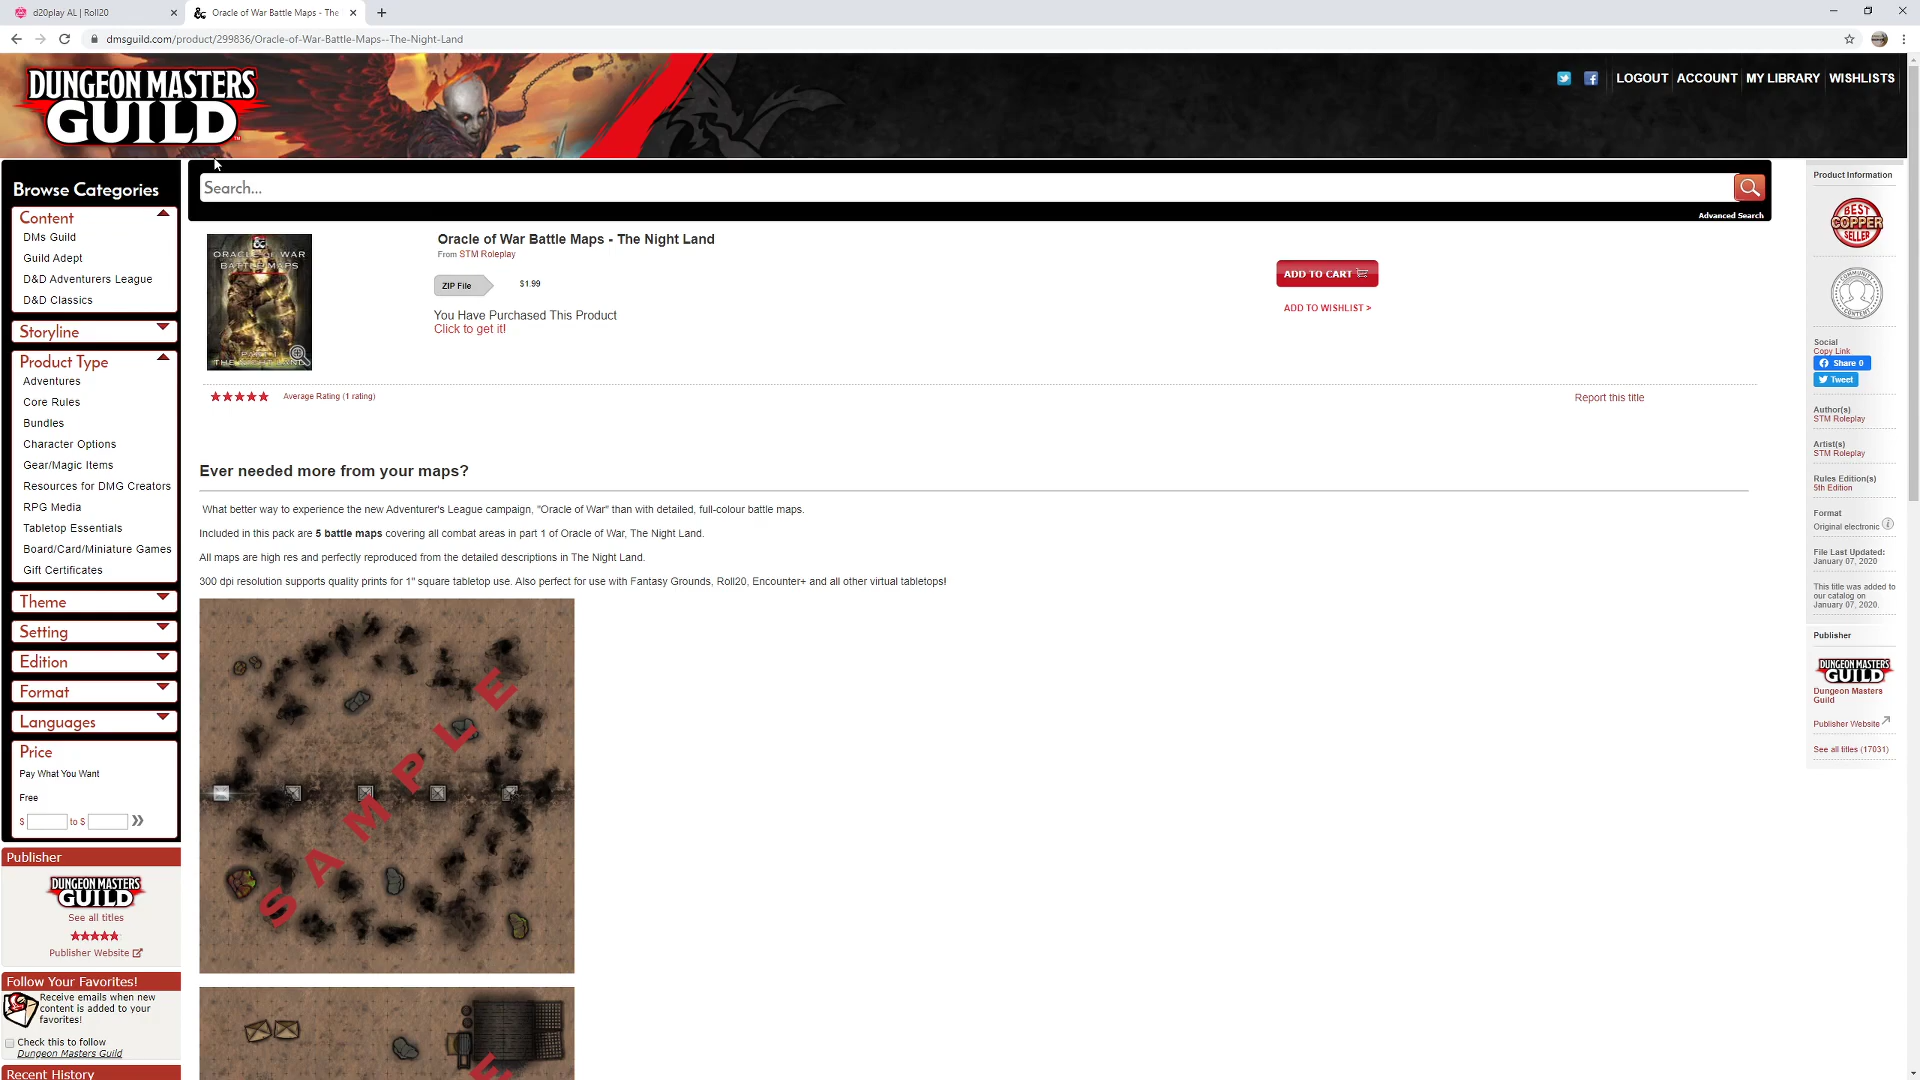 d20play AL | Roll20
Oracle of War Battle Maps - The
dmsguild.com/product/299836/Oracle-of-War-Battle-Maps--The-Night-Land
DUNGEON MASTERS
GUILD
LOGOUT ACCOUNT MY LIBRARY WISHLISTS
Browse Categories
Content
DMs Guild
Guild Adept
D&D Adventurers League
D&D Classics
Storyline
Product Type
Adventures
Core Rules
Bundles
Character Options
Gear/Magic Items
Resources for DMG Creators
RPG Media
Tabletop Essentials
Board/Card/Miniature Games
Gift Certificates
Theme
Setting
Edition
Format
Languages
Price
Pay What You Want
Free
$ to $
Publisher
DUNGEON MASTERS
GUILD
See all titles
Publisher Website
Follow Your Favorites!
Receive emails when new
content is added to your
favorites!
Check this to follow
Dungeon Masters Guild
Recent History
Search...
Advanced Search
ORACLE OF WAR
BATTLE MAPS
PART 1
THE NIGHT LAND
Oracle of War Battle Maps - The Night Land
From STM Roleplay
ZIP File $1.99
You Have Purchased This Product
Click to get it!
ADD TO CART
ADD TO WISHLIST >
Average Rating (1 rating)
Report this title
Ever needed more from your maps?
What better way to experience the new Adventurer's League campaign, "Oracle of War" than with detailed, full-colour battle maps.
Included in this pack are 5 battle maps covering all combat areas in part 1 of Oracle of War, The Night Land.
All maps are high res and perfectly reproduced from the detailed descriptions in The Night Land.
300 dpi resolution supports quality prints for 1" square tabletop use. Also perfect for use with Fantasy Grounds, Roll20, Encounter+ and all other virtual tabletops!
SAMPLE
E
Product Information
BEST
COPPER
SELLER
COMMUNITY
CONTENT
Social
Copy Link
Share 0
Tweet
Author(s)
STM Roleplay
Artist(s)
STM Roleplay
Rules Edition(s)
5th Edition
Format
Original electronic
File Last Updated:
January 07, 2020
This title was added to
our catalog on
January 07, 2020.
Publisher
DUNGEON MASTERS
GUILD
Dungeon Masters
Guild
Publisher Website
See all titles (17031)